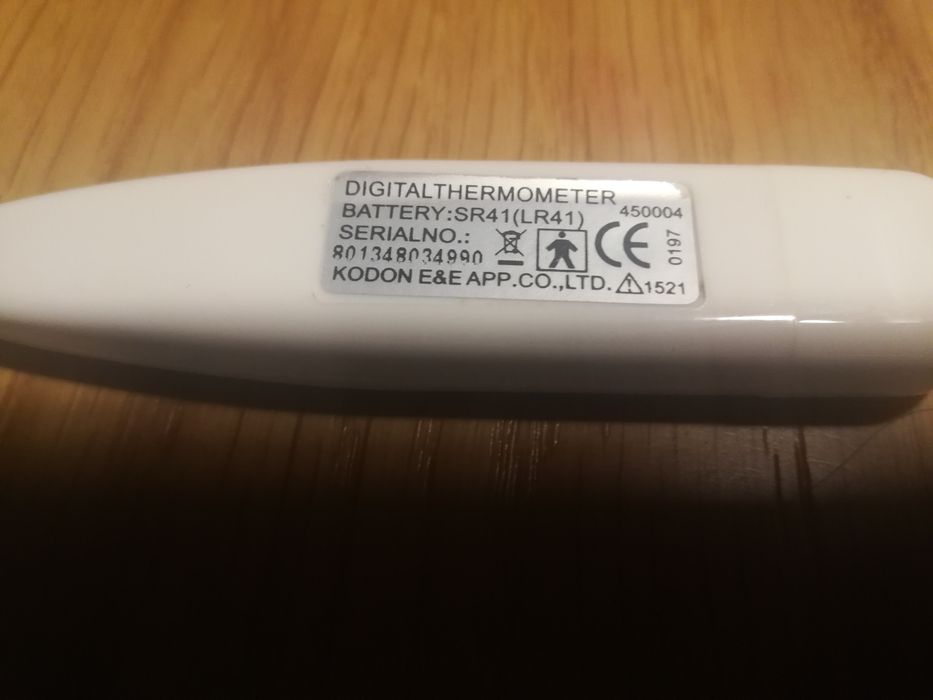 DIGITALTHERMOMETER
BATTERY:SR41(LR41) 450004
SERIALNO.:
801348034990
CE 0197
KODON E&E APP.CO.,LTD. 1521